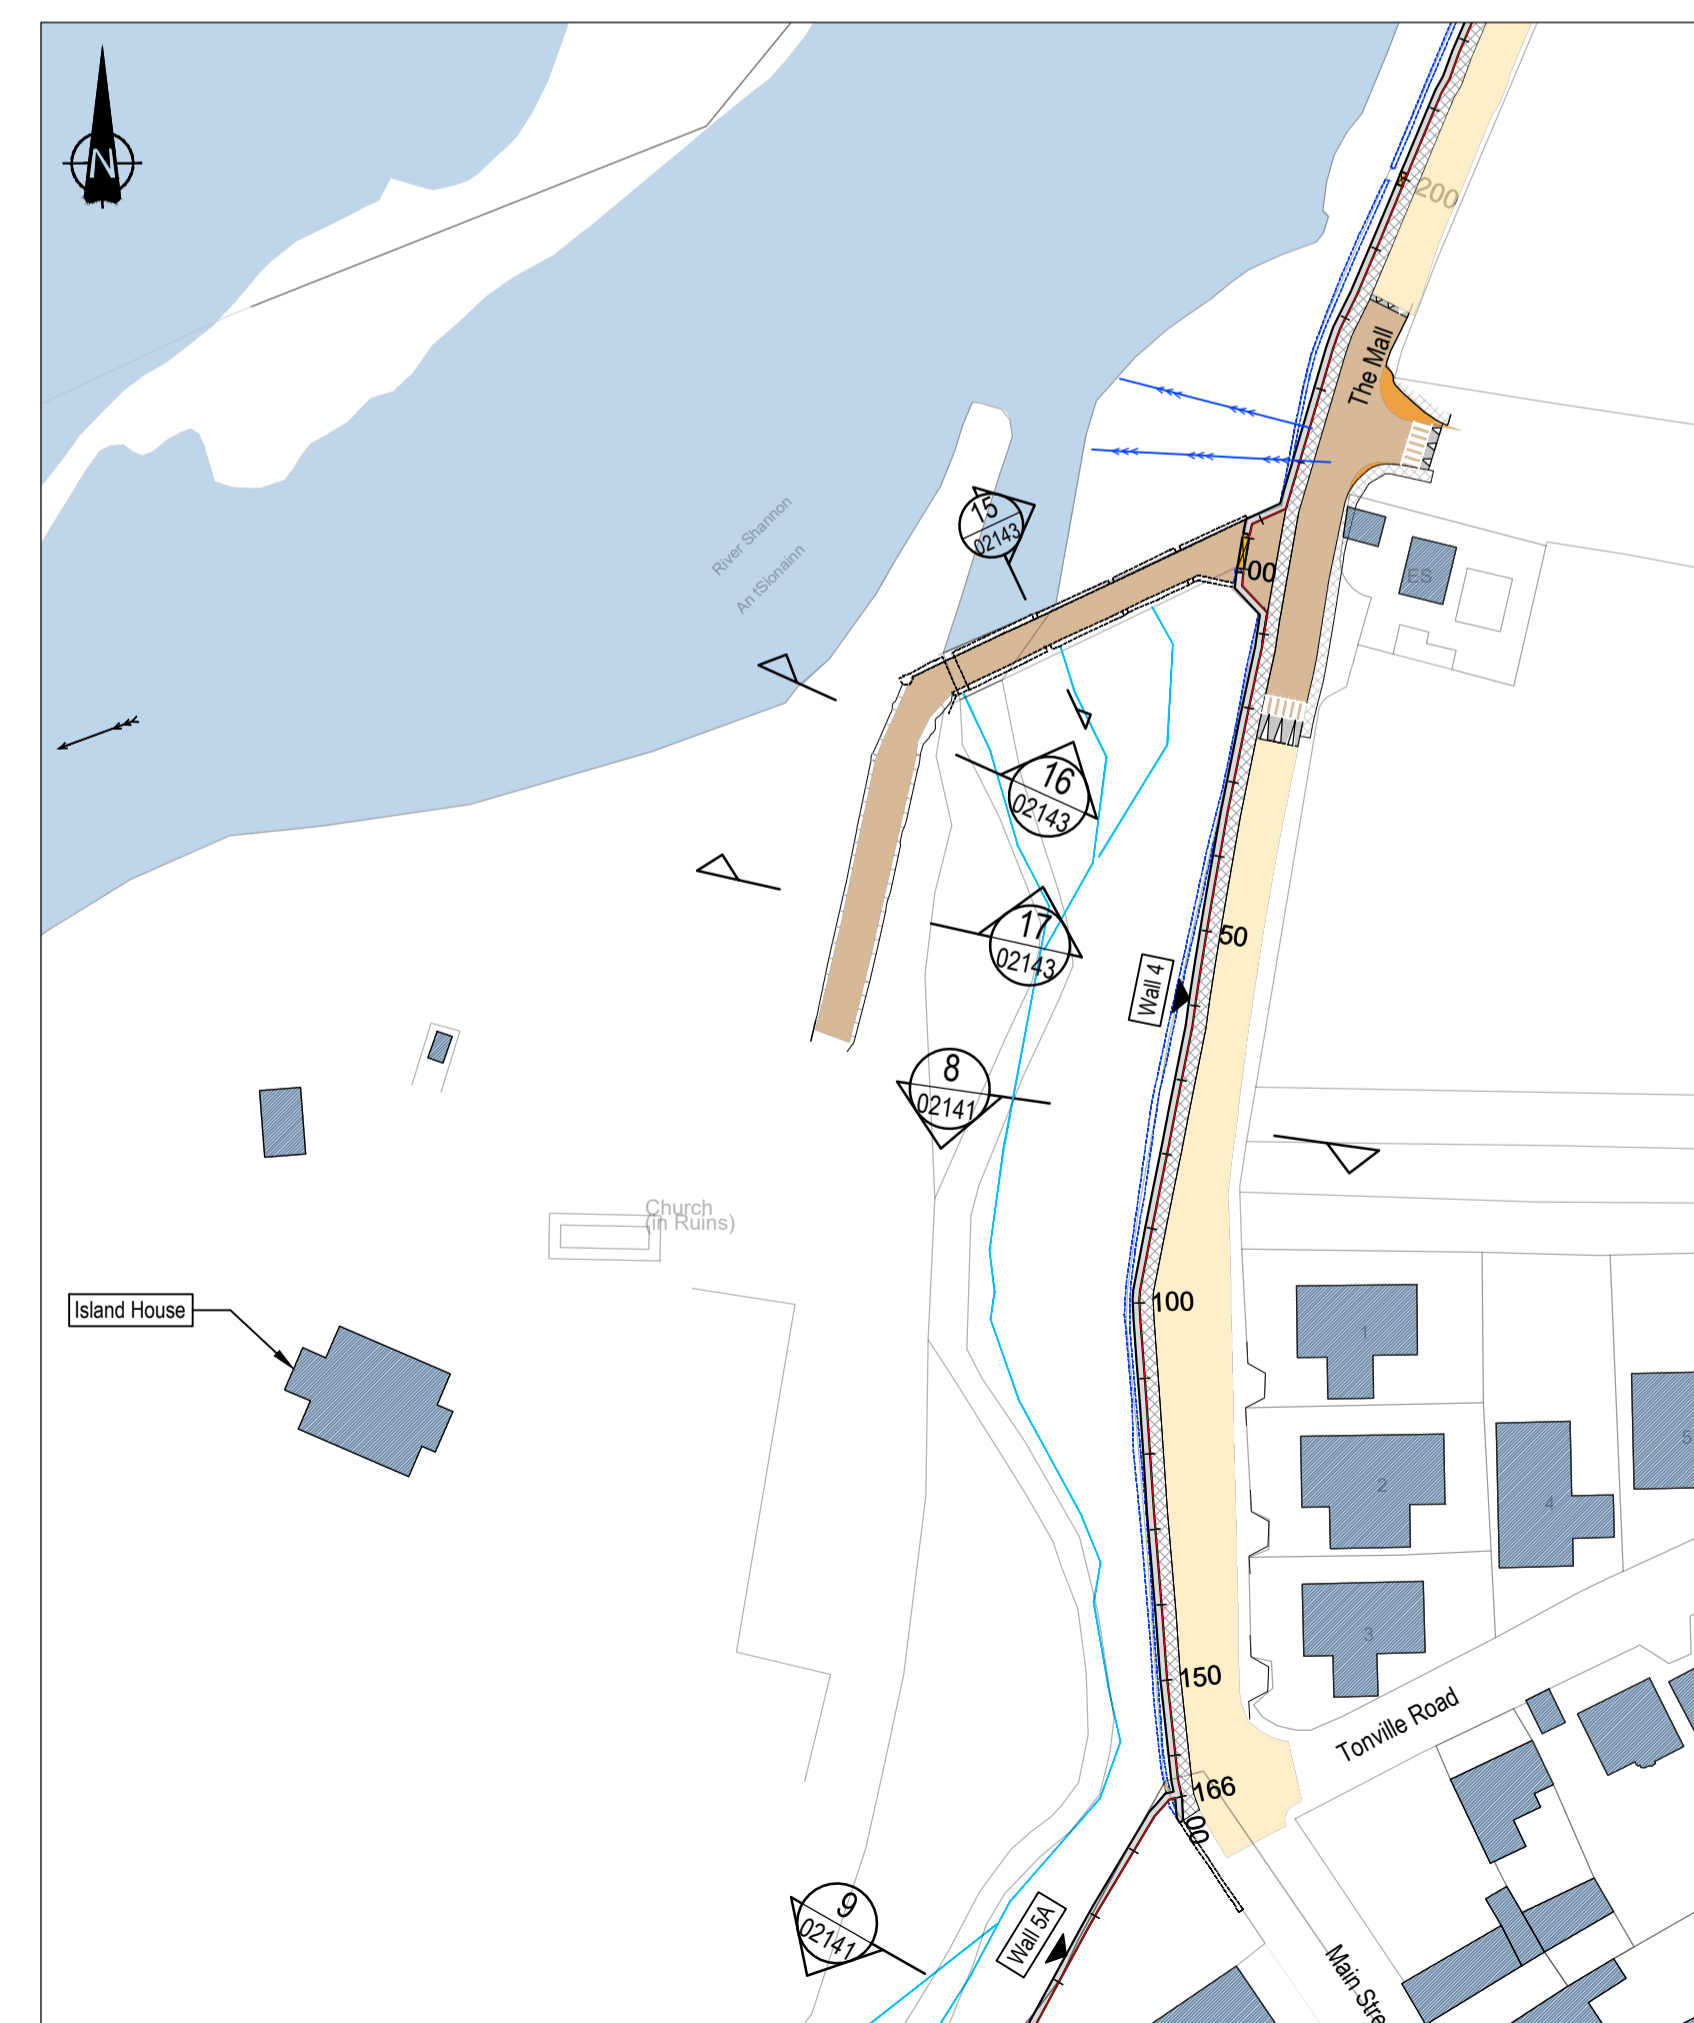 N
200
The Mall
15
02143
River Shannon
An tSionainn
00
ES
16
02143
17
02143
50
Wall 4
8
02141
Church
(in Ruins)
Island House
100
1
2
4
5
3
150
Tonville Road
166
00
9
02141
Wall 5A
Main Stre